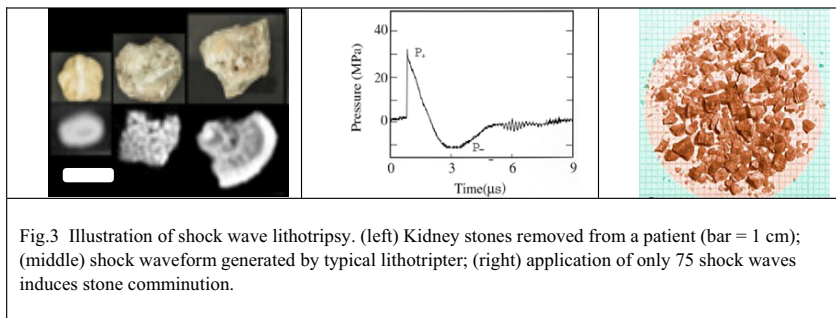 40
20
0
Pressure (MPa)
P+
P-
0 3 6 9
Time(µs)
Fig.3 Illustration of shock wave lithotripsy. (left) Kidney stones removed from a patient (bar = 1 cm);
(middle) shock waveform generated by typical lithotripter; (right) application of only 75 shock waves
induces stone comminution.